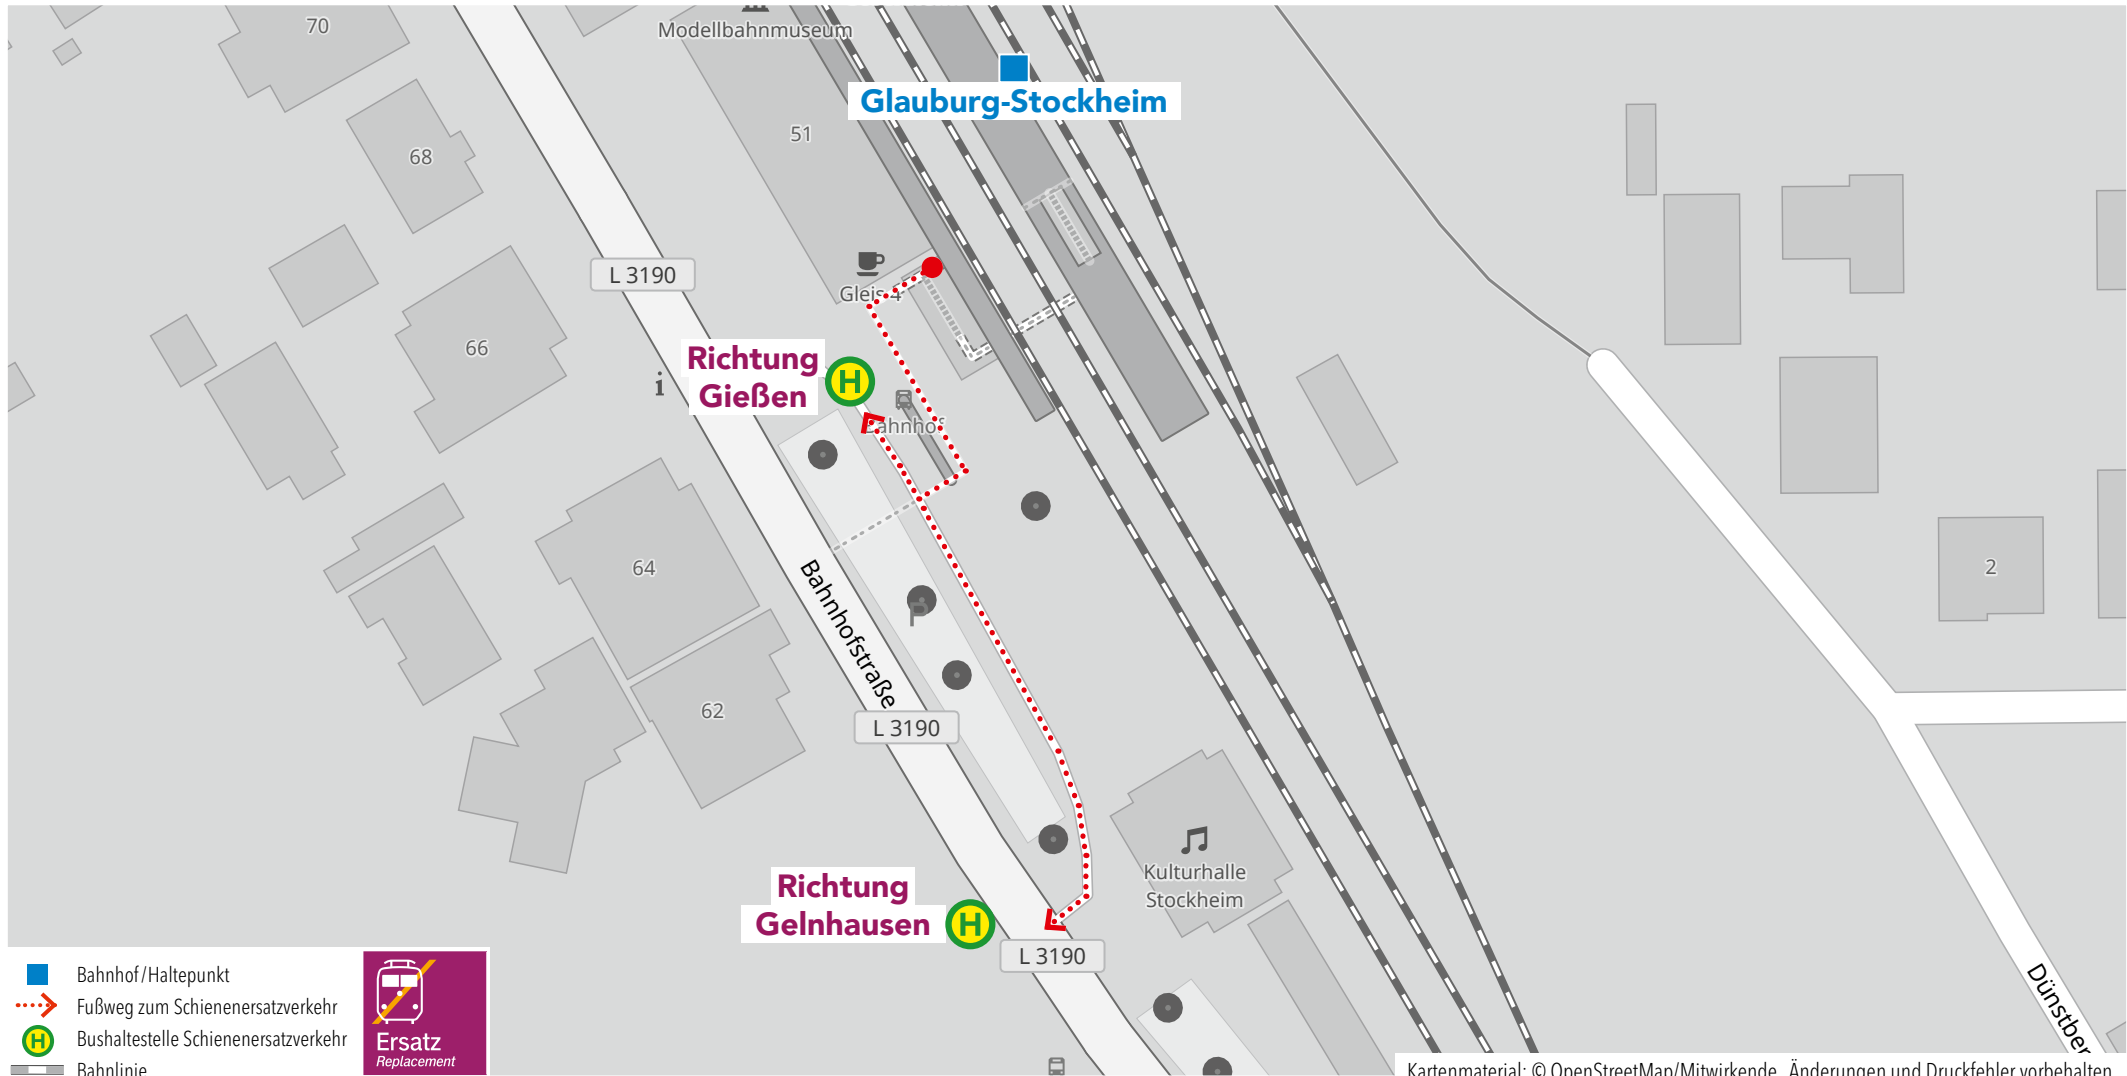 70
Modellbahnmuseum
Glauburg-Stockheim
51
68
L 3190
Gleis 4
Richtung
Gießen
H
66
i
Bahnhof
64
2
Bahnhofstraße
P
62
L 3190
Kulturhalle
Stockheim
Richtung
Gelnhausen
H
L 3190
Dünstber
Bahnhof/Haltepunkt
Fußweg zum Schienenersatzverkehr
H
Bushaltestelle Schienenersatzverkehr
Bahnlinie
Ersatz
Replacement
Kartenmaterial: © OpenStreetMap/Mitwirkende Änderungen und Druckfehler vorbehalten